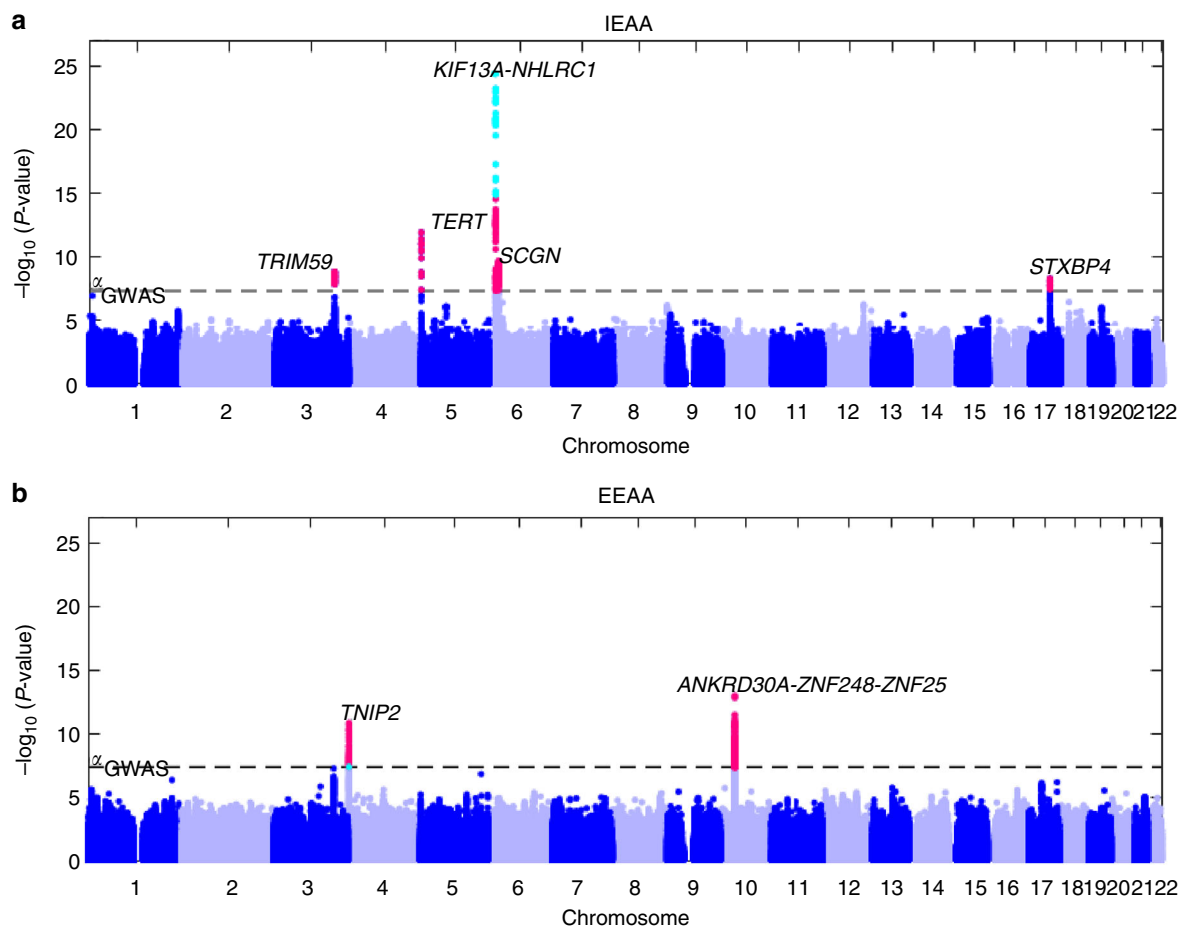 a
IEAA
25
20
15
10
5
0
–log10 (P-value)
KIF13A-NHLRC1
TERT
SCGN
TRIM59
STXBP4
α GWAS
1 2 3 4 5 6 7 8 9 10 11 12 13 14 15 16 17 18 19 20 21 22
Chromosome
b
EEAA
25
20
15
10
5
0
–log10 (P-value)
ANKRD30A-ZNF248-ZNF25
TNIP2
α GWAS
1 2 3 4 5 6 7 8 9 10 11 12 13 14 15 16 17 18 19 20 21 22
Chromosome